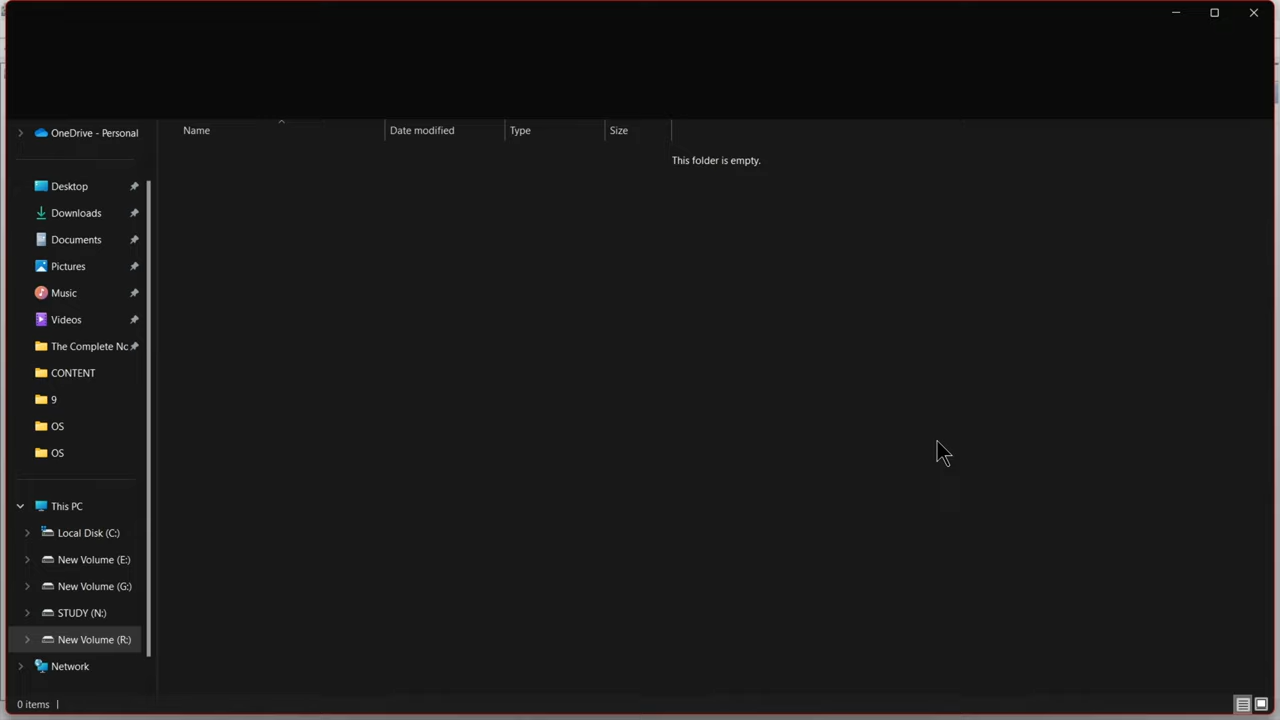 Name Date modified Type Size
This folder is empty.
OneDrive - Personal
Desktop
Downloads
Documents
Pictures
Music
Videos
The Complete Nc
CONTENT
9
OS
OS
This PC
Local Disk (C:)
New Volume (E:)
New Volume (G:)
STUDY (N:)
New Volume (R:)
Network
0 items